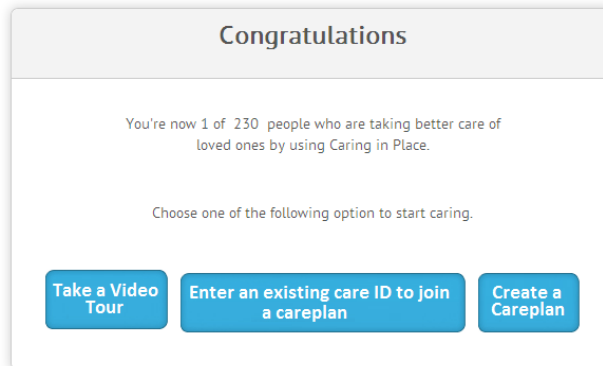 Congratulations
You're now 1 of 230 people who are taking better care of
loved ones by using Caring in Place.
Choose one of the following option to start caring.
Take a Video
Tour
Enter an existing care ID to join
a careplan
Create a
Careplan